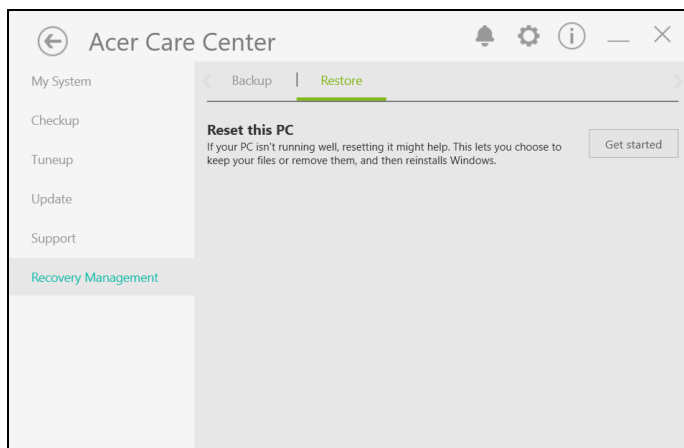 Acer Care Center
My System
Checkup
Tuneup
Update
Support
Recovery Management
Backup | Restore
Reset this PC
If your PC isn't running well, resetting it might help. This lets you choose to
keep your files or remove them, and then reinstalls Windows.
Get started